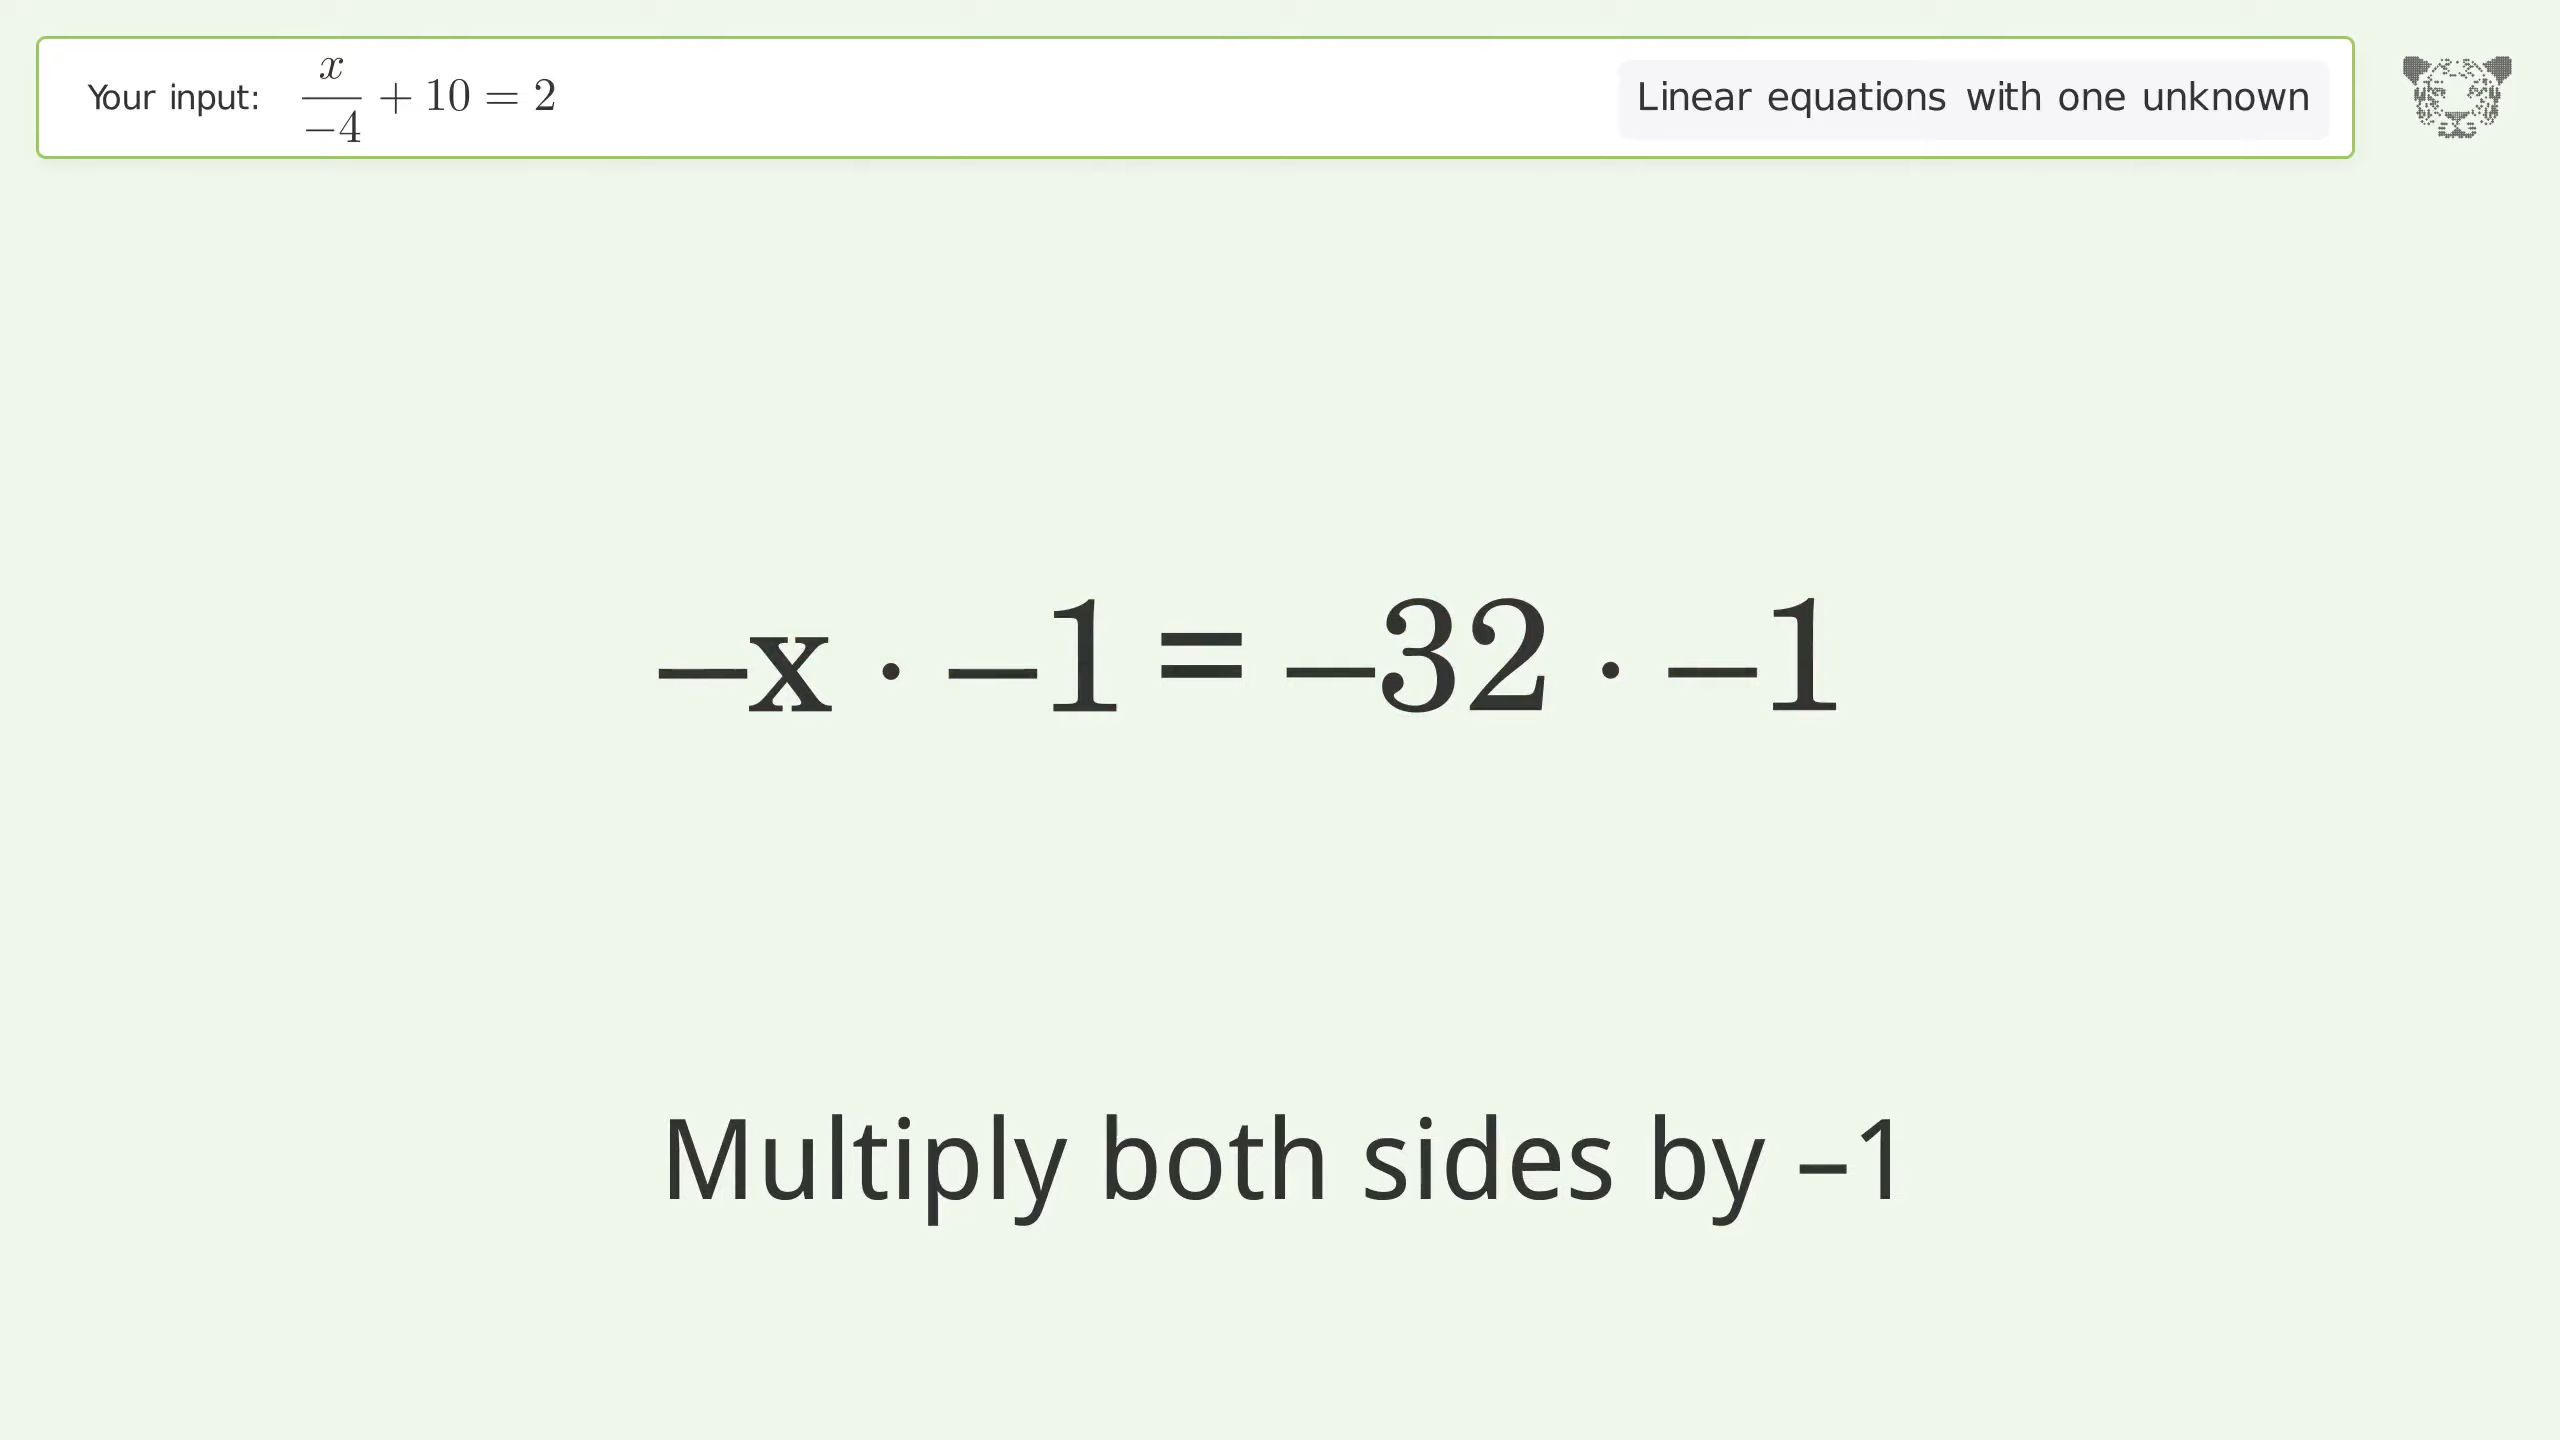 Your input: x/−4 + 10 = 2
Linear equations with one unknown
−x · −1 = −32 · −1
Multiply both sides by –1